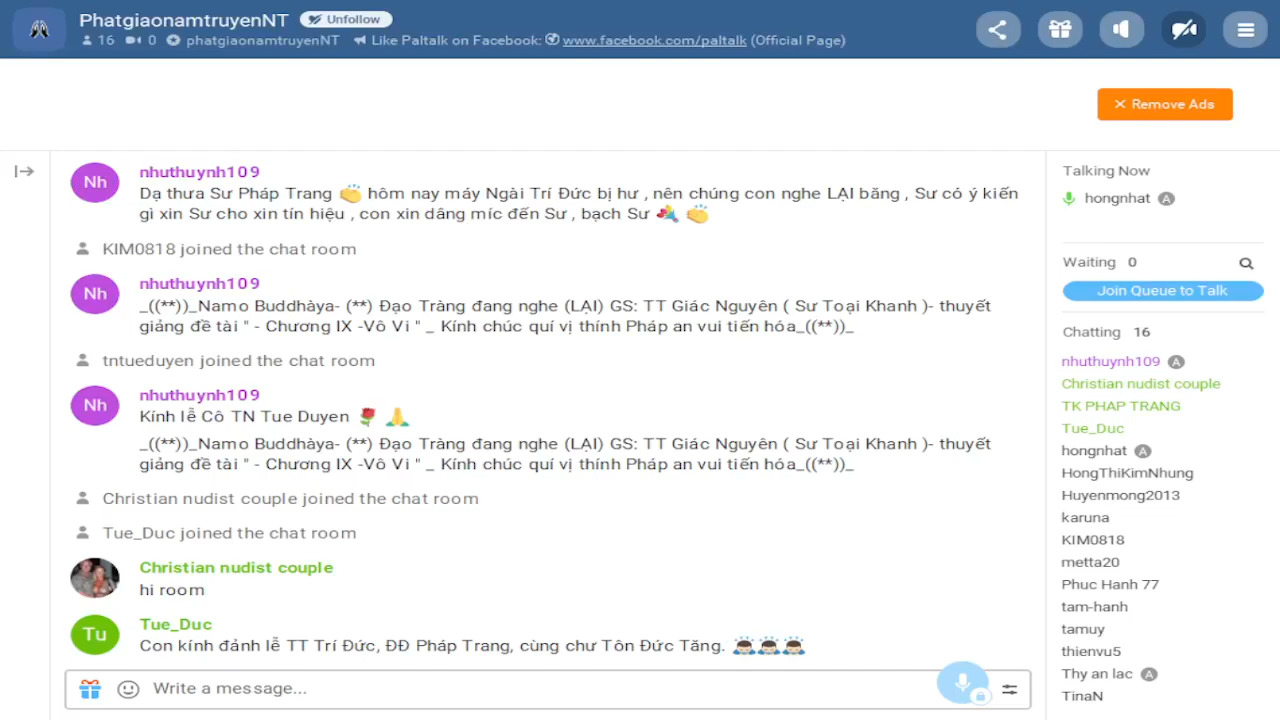 PhatgiaonamtruyenNT Unfollow
16 0 phatgiaonamtruyenNT Like Paltalk on Facebook: www.facebook.com/paltalk (Official Page)
Remove Ads
nhuthuynh109
Nh
Dạ thưa Sư Pháp Trang 👏 hôm nay máy Ngài Trí Đức bị hư , nên chúng con nghe LẠI băng , Sư có ý kiến
gì xin Sư cho xin tín hiệu , con xin dâng míc đến Sư , bạch Sư 💐 👏
KIM0818 joined the chat room
nhuthuynh109
Nh
_((**))_Namo Buddhàya- (**) Đạo Tràng đang nghe (LẠI) GS: TT Giác Nguyên ( Sư Toại Khanh )- thuyết
giảng đề tài " - Chương IX -Vô Vi " _ Kính chúc quí vị thính Pháp an vui tiến hóa_((**))_
tntueduyen joined the chat room
nhuthuynh109
Nh
Kính lễ Cô TN Tue Duyen 🌹 🙏
_((**))_Namo Buddhàya- (**) Đạo Tràng đang nghe (LẠI) GS: TT Giác Nguyên ( Sư Toại Khanh )- thuyết
giảng đề tài " - Chương IX -Vô Vi " _ Kính chúc quí vị thính Pháp an vui tiến hóa_((**))_
Christian nudist couple joined the chat room
Tue_Duc joined the chat room
Christian nudist couple
hi room
Tue_Duc
Tu
Con kính đảnh lễ TT Trí Đức, ĐĐ Pháp Trang, cùng chư Tôn Đức Tăng. 🙇🙇🙇
Write a message...
Talking Now
hongnhat A
Waiting 0
Join Queue to Talk
Chatting 16
nhuthuynh109 A
Christian nudist couple
TK PHAP TRANG
Tue_Duc
hongnhat A
HongThiKimNhung
Huyenmong2013
karuna
KIM0818
metta20
Phuc Hanh 77
tam-hanh
tamuy
thienvu5
Thy an lac A
TinaN